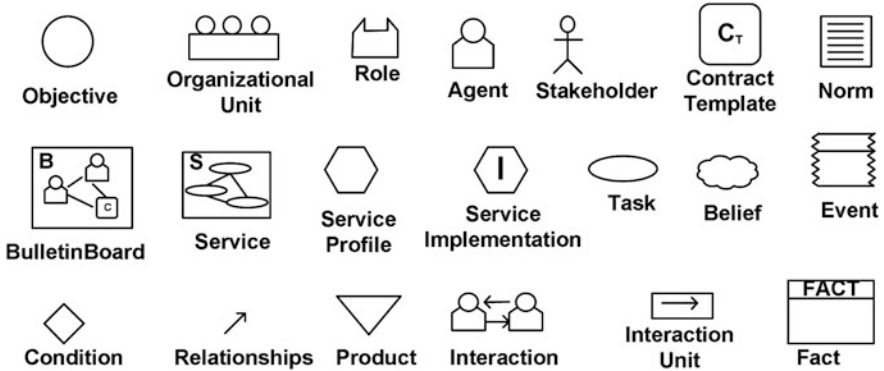 C_T
Objective
Organizational
Unit
Role
Agent
Stakeholder
Contract
Template
Norm
B
C
S
I
BulletinBoard
Service
Service
Profile
Service
Implementation
Task
Belief
Event
FACT
Condition
Relationships
Product
Interaction
Interaction
Unit
Fact